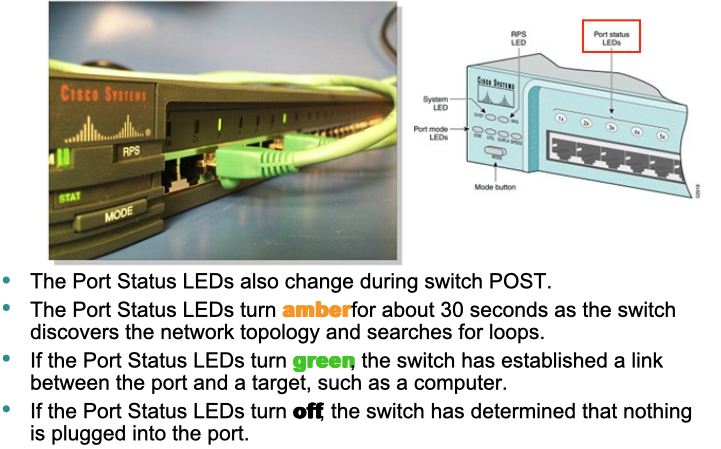 CISCO SYSTEMS
RPS
STAT
MODE
RPS
LED
Port status
LEDs
CISCO SYSTEMS
System
LED
SYST
RPS
Port mode
LEDs
STAT UTIL DUPLX SPEED
MODE
1x
2x
3x
4x
5x
Mode button
• The Port Status LEDs also change during switch POST.
• The Port Status LEDs turn amberfor about 30 seconds as the switch
discovers the network topology and searches for loops.
• If the Port Status LEDs turn green, the switch has established a link
between the port and a target, such as a computer.
• If the Port Status LEDs turn off, the switch has determined that nothing
is plugged into the port.